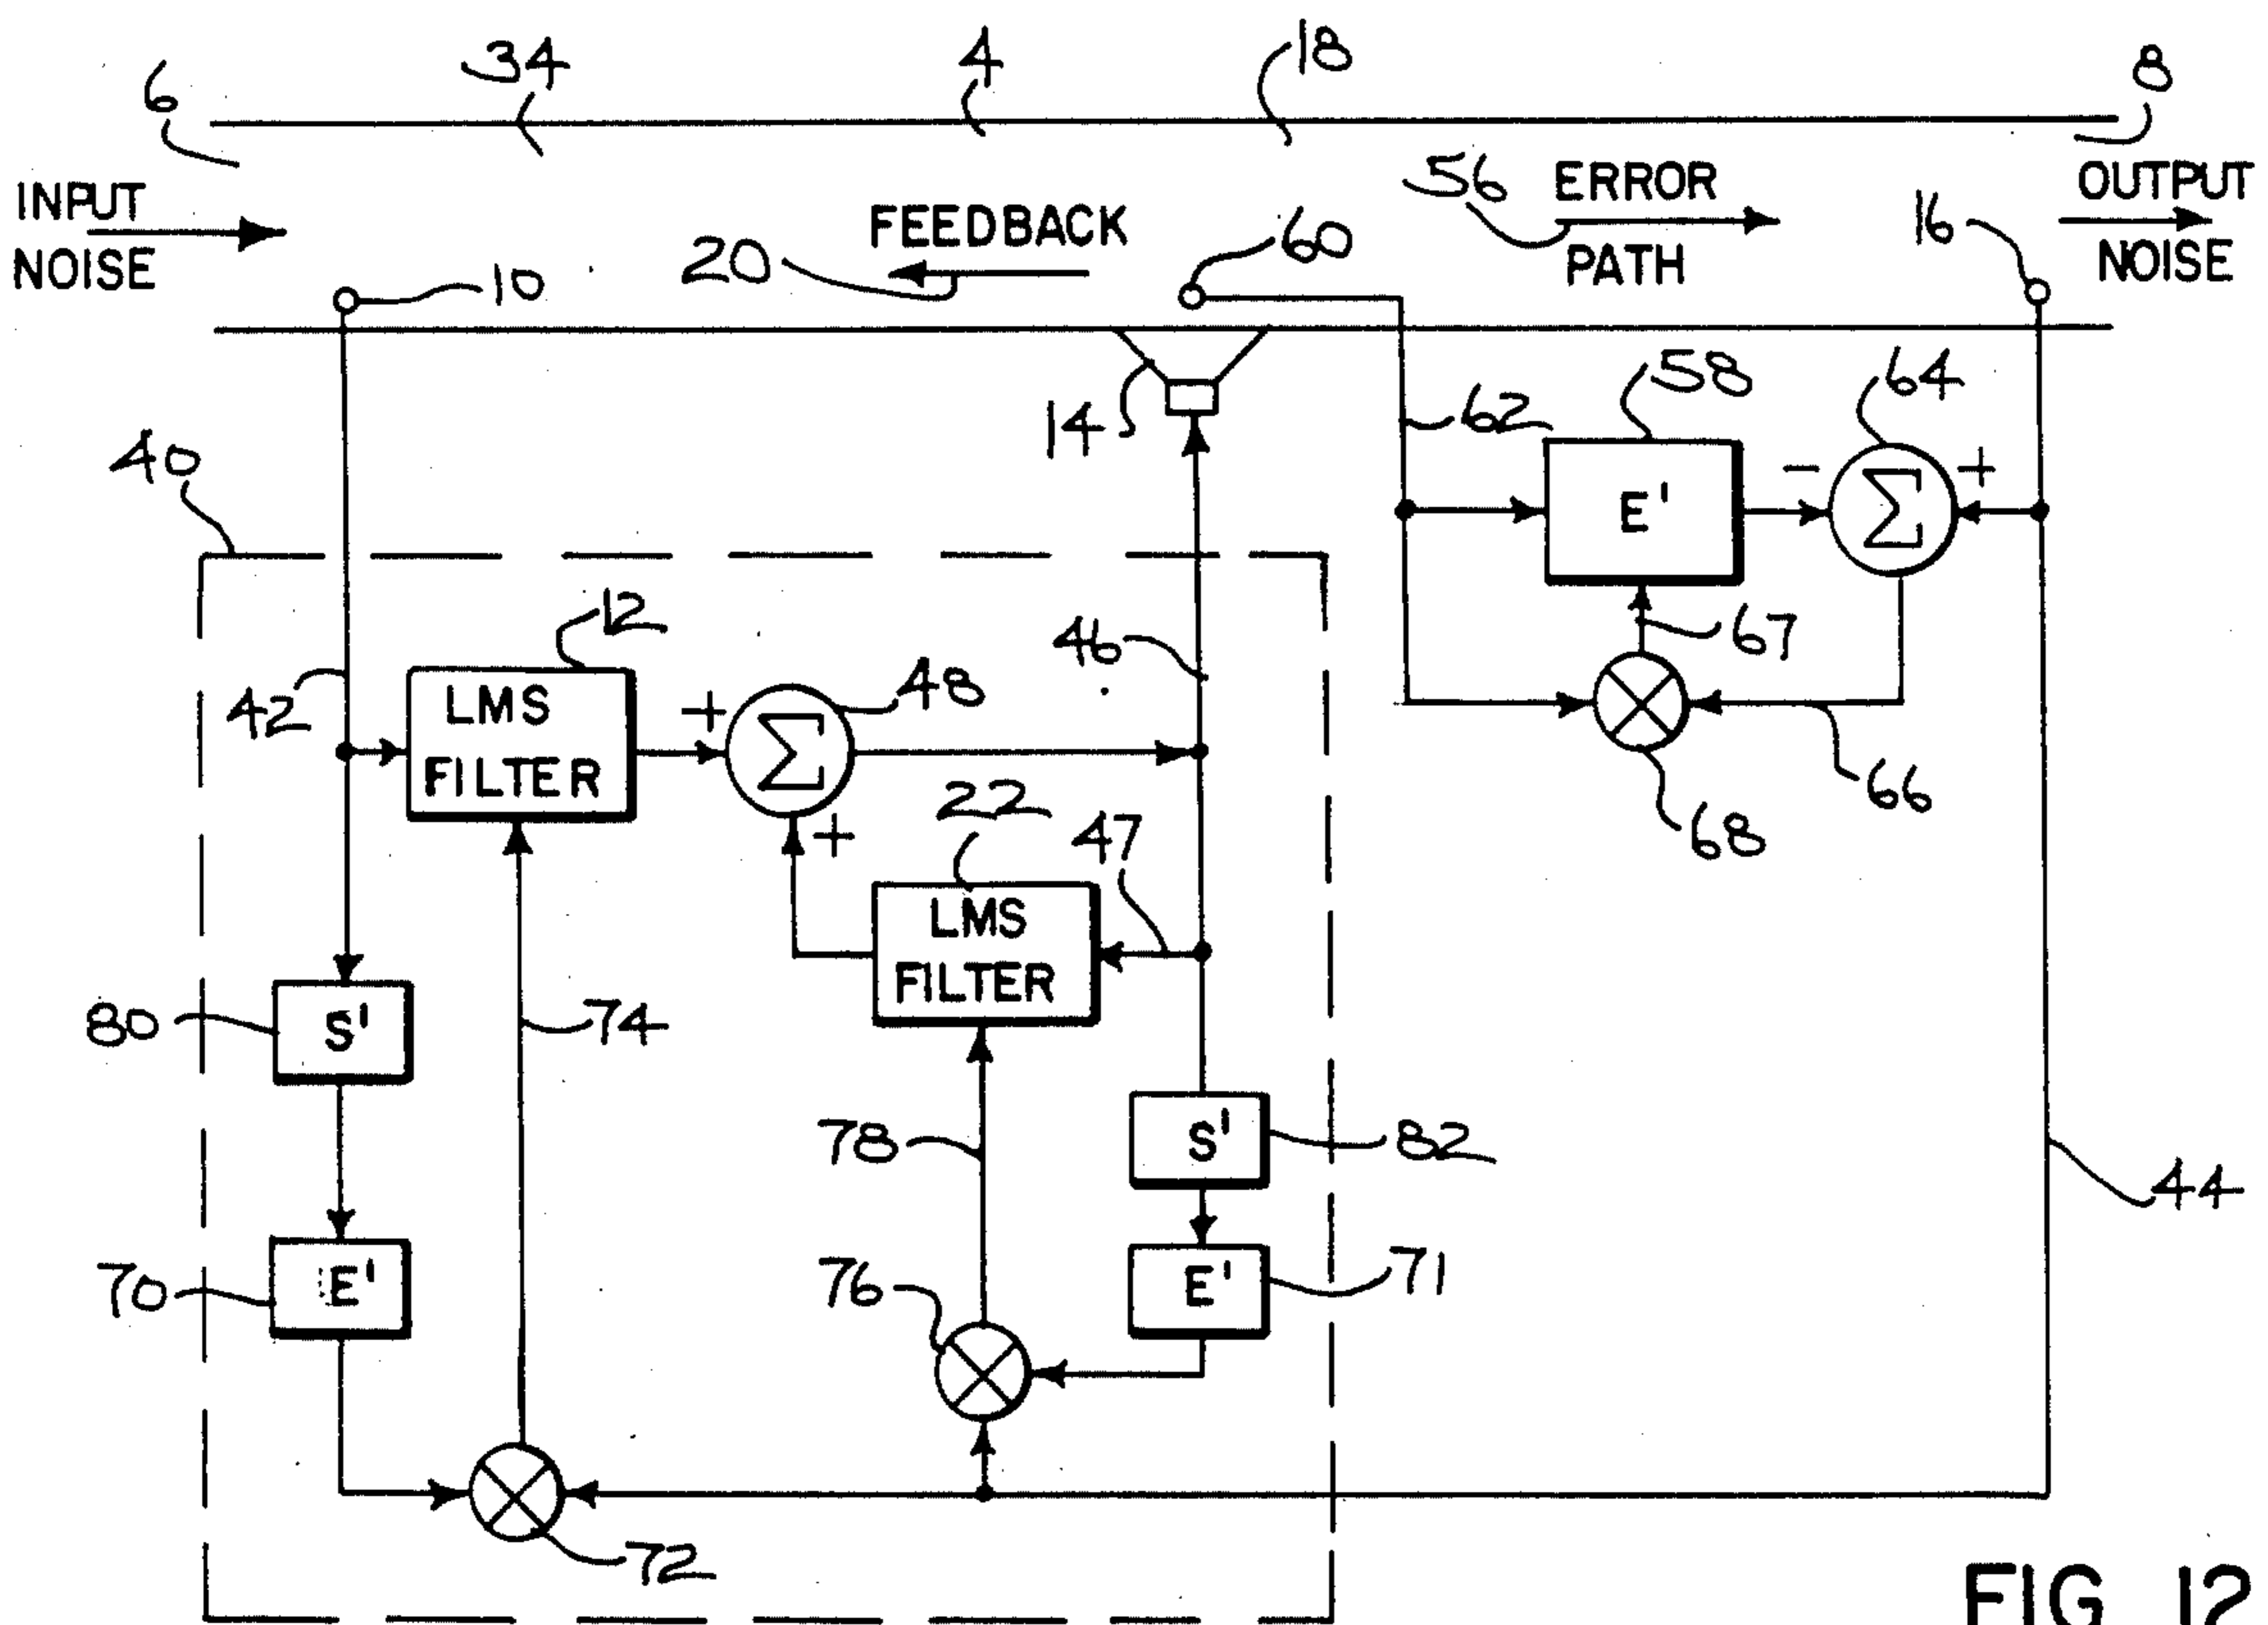 6
34
4
18
8
INPUT
NOISE
10
20
FEEDBACK
60
56
ERROR
PATH
16
OUTPUT
NOISE
14
62
58
64
40
E'
-
Σ
+
12
46
67
42
LMS
FILTER
+
Σ
48
66
68
+
22
47
LMS
FILTER
80
S'
74
78
S'
82
44
70
E'
76
E'
71
72
FIG. 12